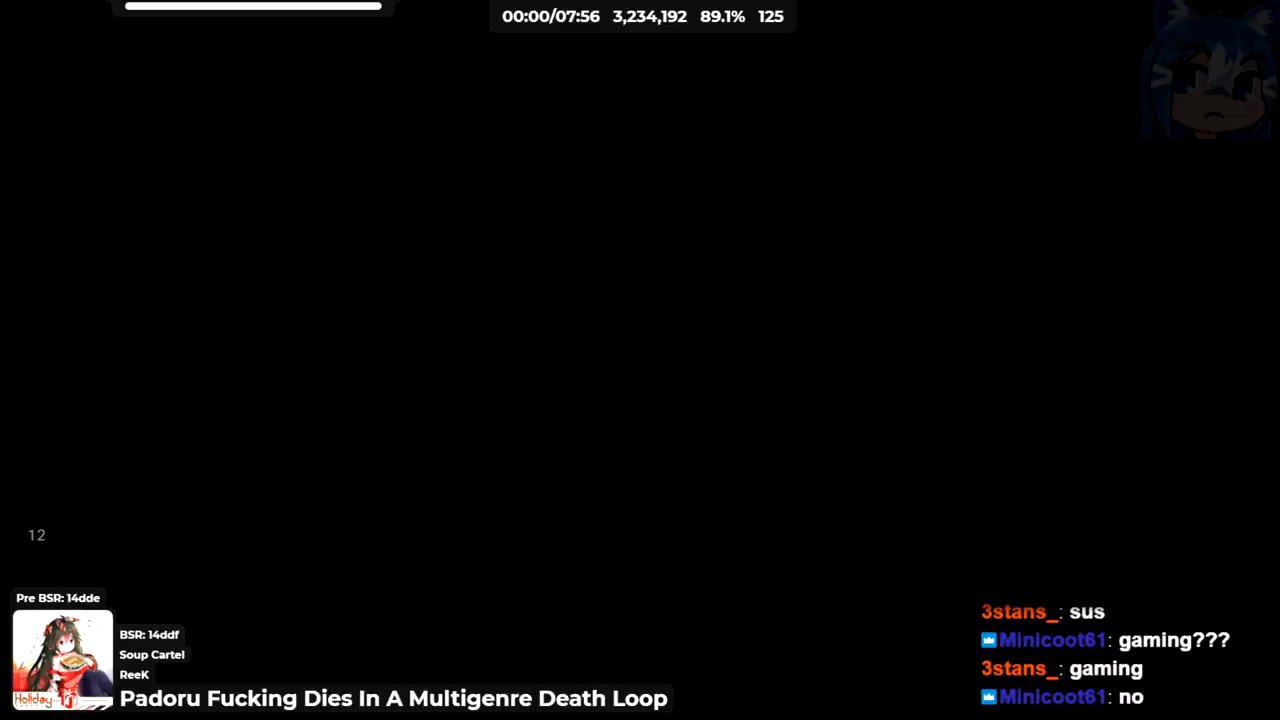 00:00/07:56 3,234,192 89.1% 125
12
Pre BSR: 14dde
BSR: 14ddf
Soup Cartel
ReeK
Padoru Fucking Dies In A Multigenre Death Loop
Holiday
3stans_: sus
Minicoot61: gaming???
3stans_: gaming
Minicoot61: no